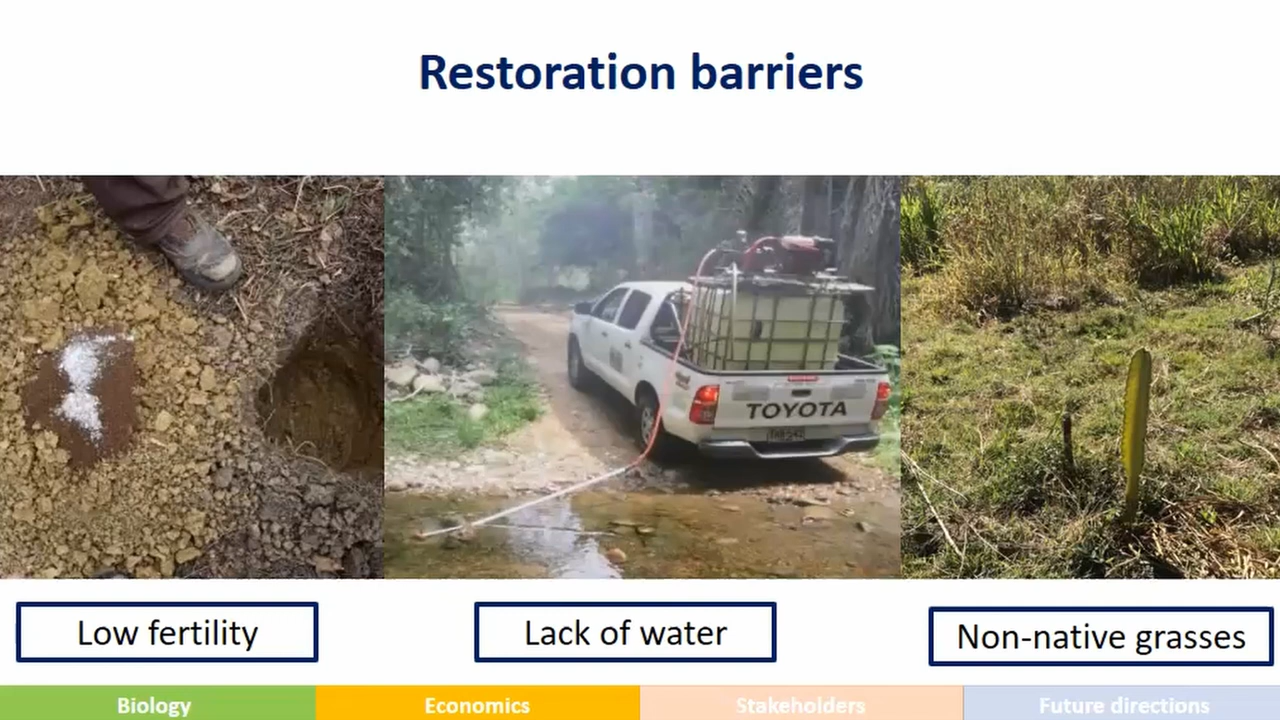 Restoration barriers
TOYOTA
Low fertility
Lack of water
Non-native grasses
Biology
Economics
Stakeholders
Future directions